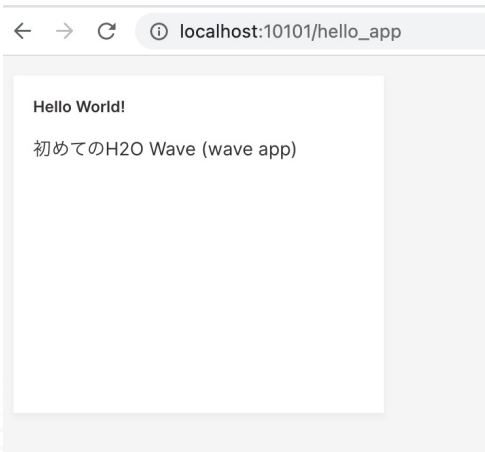 localhost:10101/hello_app
Hello World!
初めてのH2O Wave (wave app)